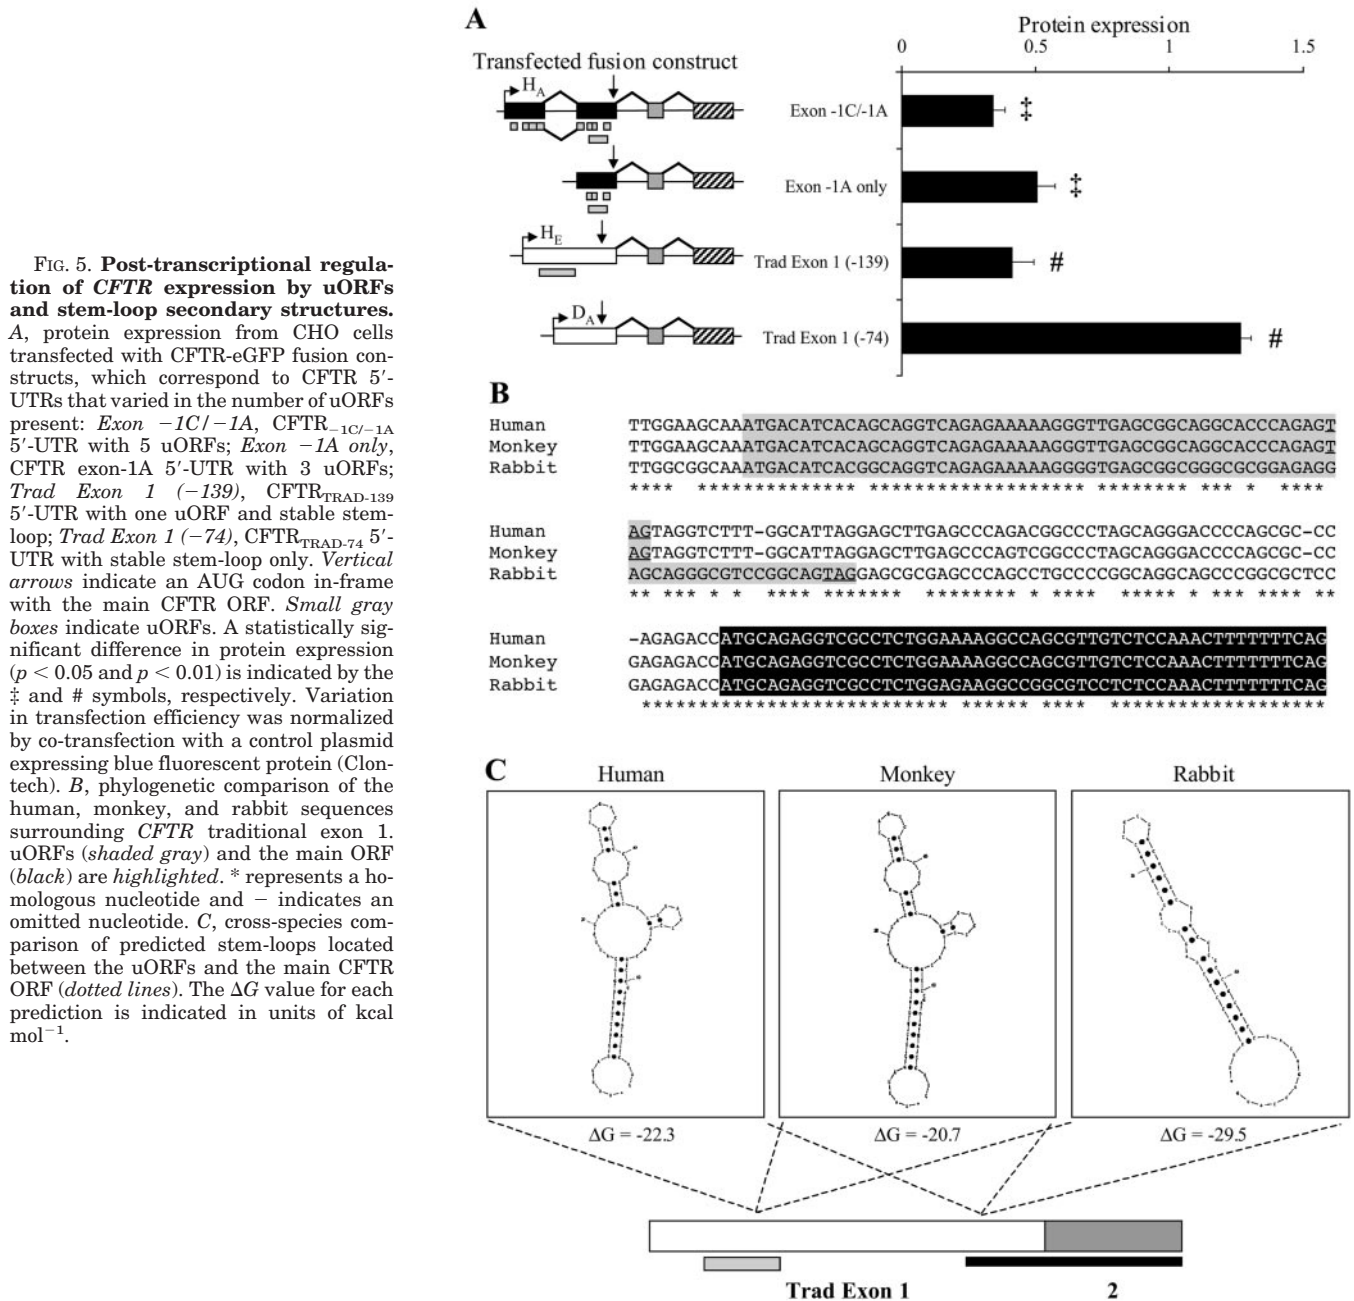 FIG. 5. Post-transcriptional regula-
tion of CFTR expression by uORFs
and stem-loop secondary structures.
A, protein expression from CHO cells
transfected with CFTR-eGFP fusion con-
structs, which correspond to CFTR 5′-
UTRs that varied in the number of uORFs
present: Exon −1C/−1A, CFTR−1C/−1A
5′-UTR with 5 uORFs; Exon −1A only,
CFTR exon-1A 5′-UTR with 3 uORFs;
Trad Exon 1 (−139), CFTRTRAD-139
5′-UTR with one uORF and stable stem-
loop; Trad Exon 1 (−74), CFTRTRAD-74 5′-
UTR with stable stem-loop only. Vertical
arrows indicate an AUG codon in-frame
with the main CFTR ORF. Small gray
boxes indicate uORFs. A statistically sig-
nificant difference in protein expression
(p < 0.05 and p < 0.01) is indicated by the
‡ and # symbols, respectively. Variation
in transfection efficiency was normalized
by co-transfection with a control plasmid
expressing blue fluorescent protein (Clon-
tech). B, phylogenetic comparison of the
human, monkey, and rabbit sequences
surrounding CFTR traditional exon 1.
uORFs (shaded gray) and the main ORF
(black) are highlighted. * represents a ho-
mologous nucleotide and − indicates an
omitted nucleotide. C, cross-species com-
parison of predicted stem-loops located
between the uORFs and the main CFTR
ORF (dotted lines). The ΔG value for each
prediction is indicated in units of kcal
mol−1.
A
Protein expression
0 0.5 1 1.5
Transfected fusion construct
HA
Exon -1C/-1A ‡
Exon -1A only ‡
HE
Trad Exon 1 (-139) #
DA
Trad Exon 1 (-74) #
B
Human TTGGAAGCAAATGACATCACAGCAGGTCAGAGAAAAAGGGTTGAGCGGCAGGCACCCAGAGT
Monkey TTGGAAGCAAATGACATCACAGCAGGTCAGAGAAAAAGGGTTGAGCGGCAGGCACCCAGAGT
Rabbit TTGGCGGCAAATGACATCACGGCAGGTCAGAGAAAAAGGGGTGAGCGGCGGGCGCGGAGAGG
**** ************** ******************** ******** *** * ****
Human AGTAGGTCTTT-GGCATTAGGAGCTTGAGCCCAGACGGCCCTAGCAGGGACCCCAGCGC-CC
Monkey AGTAGGTCTTT-GGCATTAGGAGCTTGAGCCCAGTCGGCCCTAGCAGGGACCCCAGCGC-CC
Rabbit AGCAGGGCGTCCGGCAGTAGGAGCGCGAGCCCAGCCTGCCCCGGCAGGCAGCCCGGCGCTCC
** *** * * **** ******* ******** * **** ***** * *** **** **
Human -AGAGACCATGCAGAGGTCGCCTCTGGAAAAGGCCAGCGTTGTCTCCAAACTTTTTTTCAG
Monkey GAGAGACCATGCAGAGGTCGCCTCTGGAAAAGGCCAGCGTTGTCTCCAAACTTTTTTTCAG
Rabbit GAGAGACCATGCAGAGGTCGCCTCTGGAGAAGGCCGGCGTCCTCTCCAAACTTTTTTTCAG
*************************** ****** **** *******************
C
Human Monkey Rabbit
ΔG = -22.3 ΔG = -20.7 ΔG = -29.5
Trad Exon 1 2